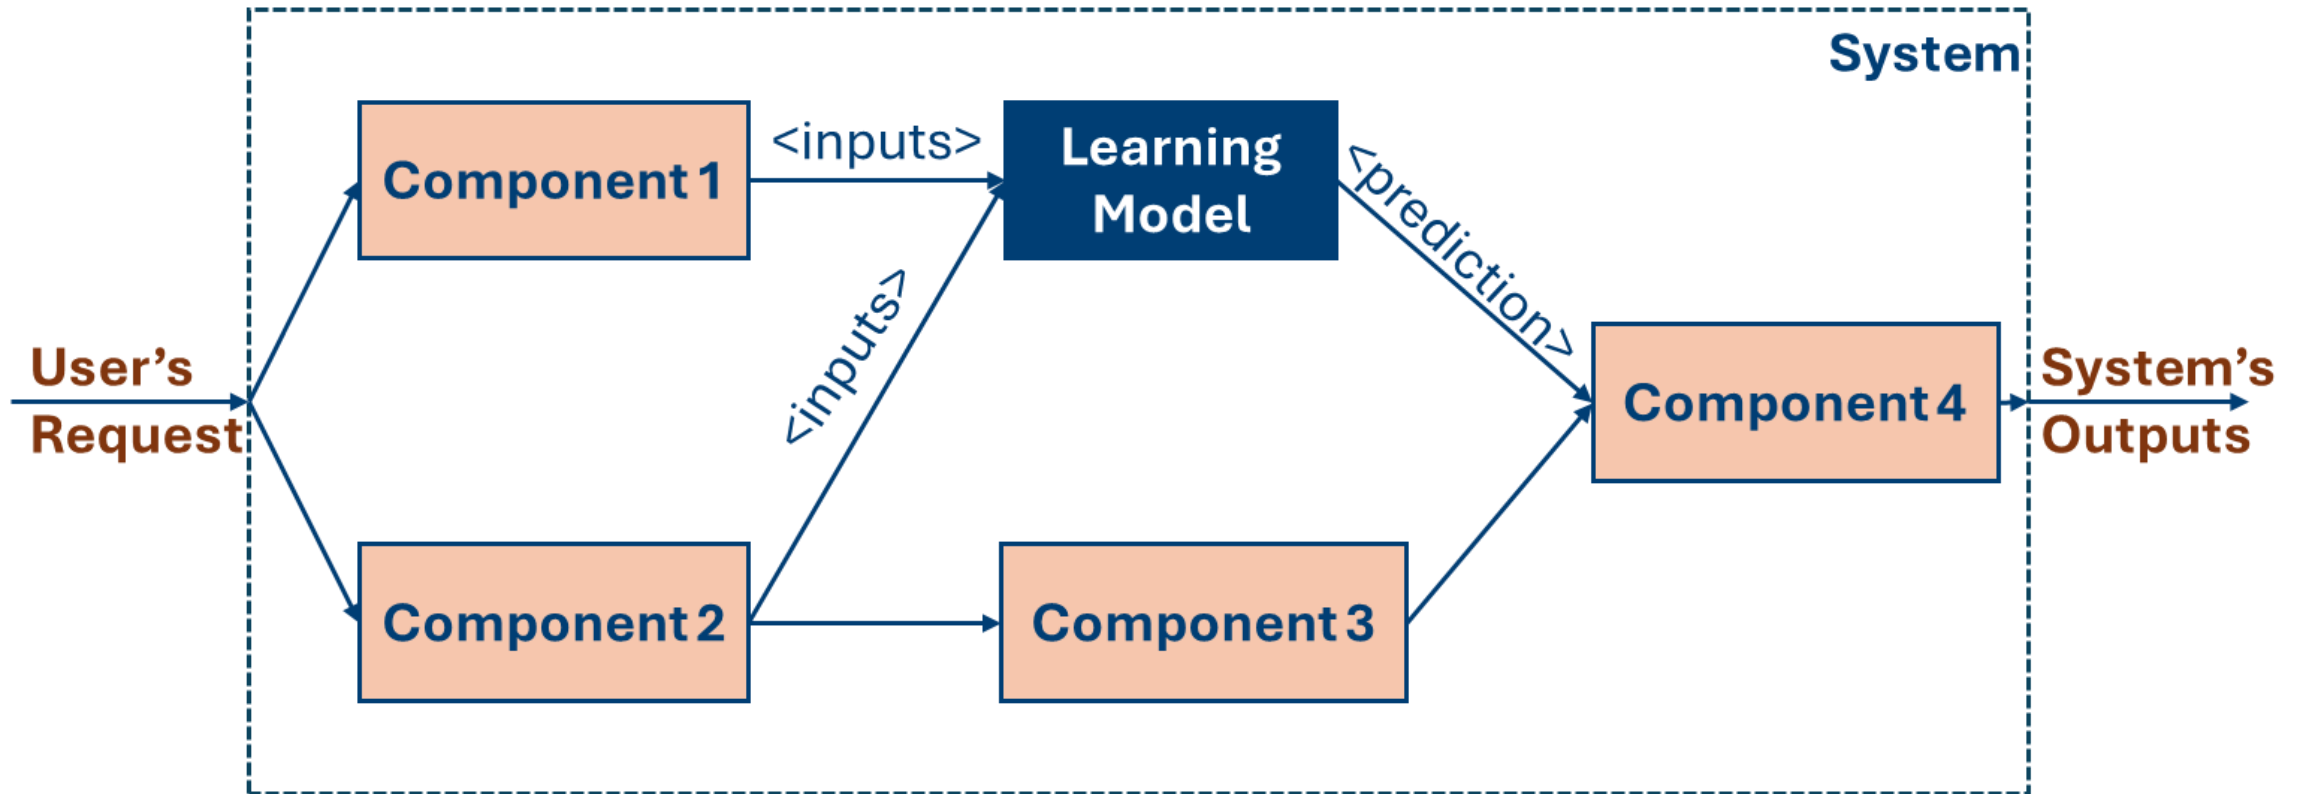 System
Component 1
<inputs>
Learning
Model
<prediction>
<inputs>
User's
Request
Component 4
System's
Outputs
Component 2
Component 3